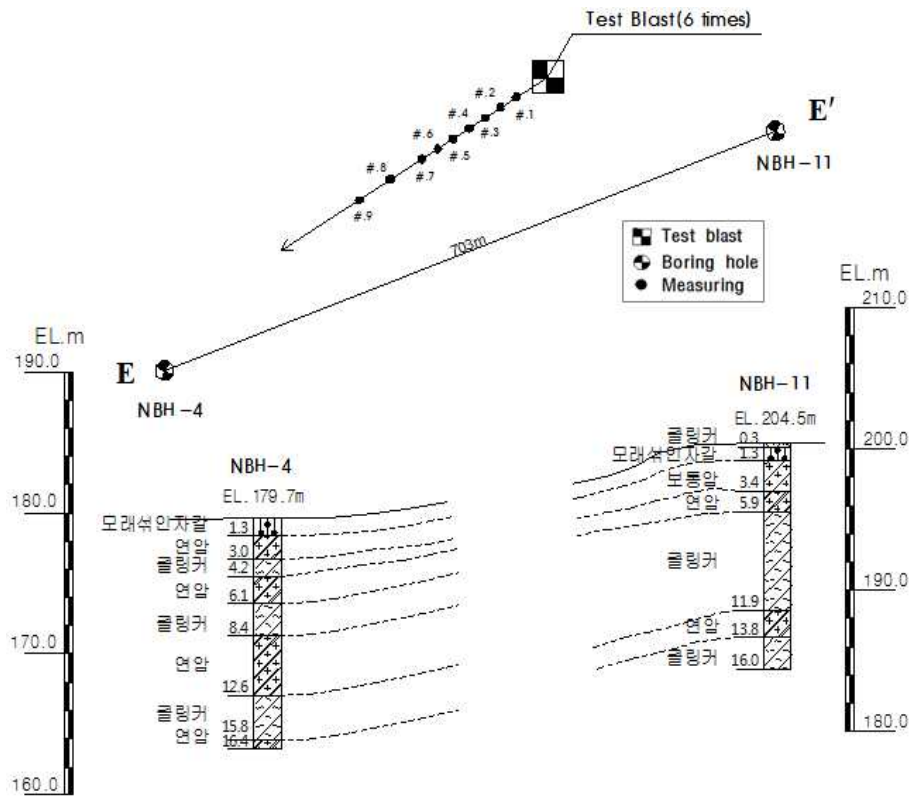 Test Blast(6 times)
#.2
#.1
#.4
#.3
#.6
#.5
#.8
#.7
#.9
E'
NBH-11
703m
Test blast
Boring hole
Measuring
E
NBH-4
EL.m
190.0
180.0
170.0
160.0
EL.m
210.0
200.0
190.0
180.0
NBH-4
EL.179.7m
모래섞인자갈 1.3
연암 3.0
클링커 4.2
연암 6.1
클링커 8.4
연암 12.6
클링커 15.8
연암 16.4
NBH-11
EL.204.5m
클링커 0.3
모래섞인자갈 1.3
보통암 3.4
연암 5.9
클링커 11.9
연암 13.8
클링커 16.0